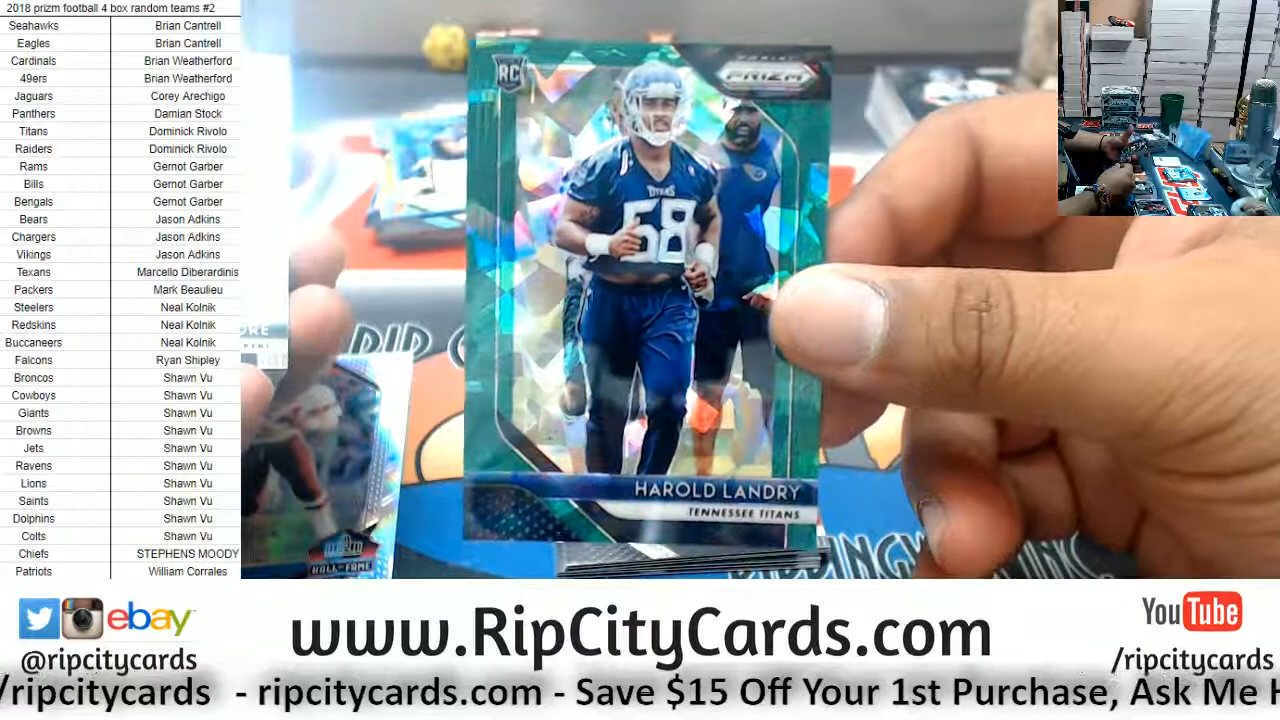 2018 prizm football 4 box random teams #2
Seahawks Brian Cantrell
Eagles Brian Cantrell
Cardinals Brian Weatherford
49ers Brian Weatherford
Jaguars Corey Arechigo
Panthers Damian Stock
Titans Dominick Rivolo
Raiders Dominick Rivolo
Rams Gernot Garber
Bills Gernot Garber
Bengals Gernot Garber
Bears Jason Adkins
Chargers Jason Adkins
Vikings Jason Adkins
Texans Marcello Diberardinis
Packers Mark Beaulieu
Steelers Neal Kolnik
Redskins Neal Kolnik
Buccaneers Neal Kolnik
Falcons Ryan Shipley
Broncos Shawn Vu
Cowboys Shawn Vu
Giants Shawn Vu
Browns Shawn Vu
Jets Shawn Vu
Ravens Shawn Vu
Lions Shawn Vu
Saints Shawn Vu
Dolphins Shawn Vu
Colts Shawn Vu
Chiefs STEPHENS MOODY
Patriots William Corrales
RC
PANINI
PRIZM
TITANS
58
HAROLD LANDRY
TENNESSEE TITANS
HALL OF FAME
RIP C
ebay
@ripcitycards
www.RipCityCards.com
YouTube
/ripcitycards
/ripcitycards - ripcitycards.com - Save $15 Off Your 1st Purchase, Ask Me H